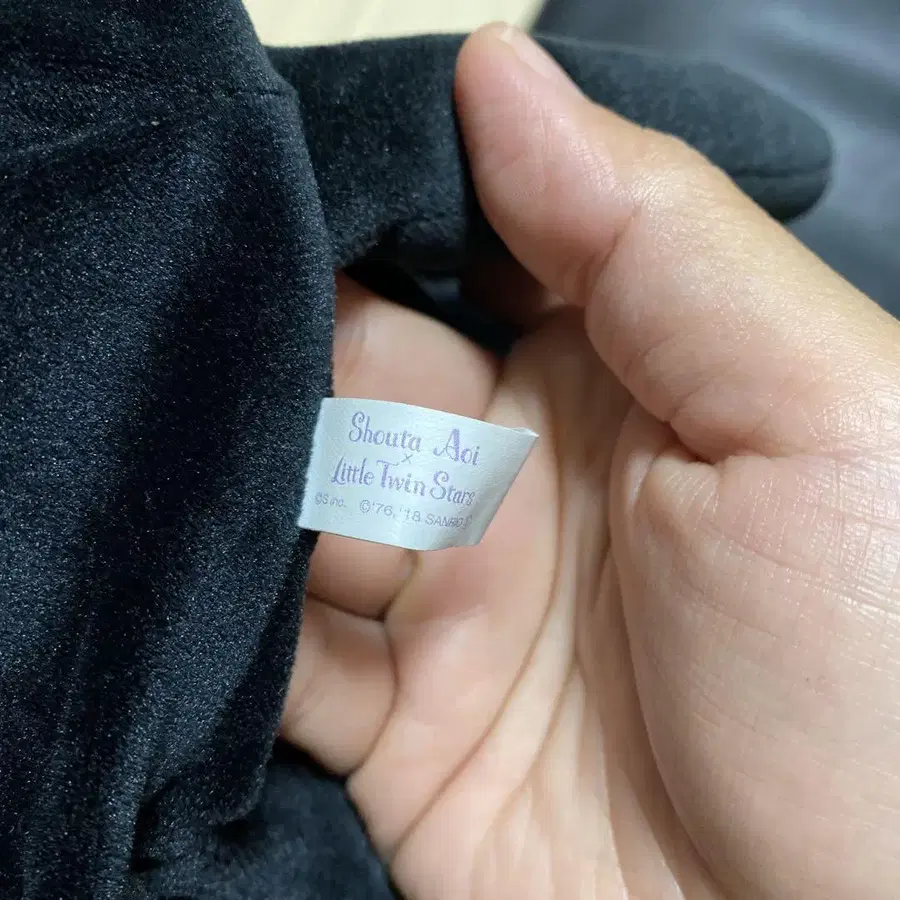 Shouta Aoi
×
Little Twin Stars
©S inc. ©'76, '18 SANRIO